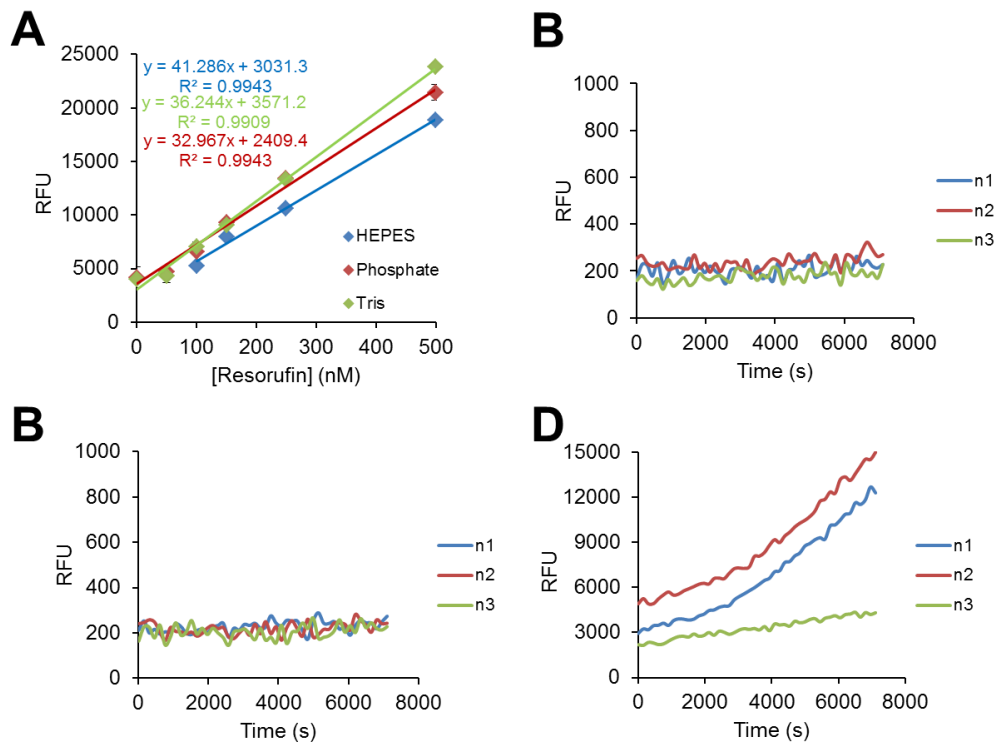 A
RFU
25000
20000
15000
10000
5000
0
y = 41.286x + 3031.3
R² = 0.9943
y = 36.244x + 3571.2
R² = 0.9909
y = 32.967x + 2409.4
R² = 0.9943
HEPES
Phosphate
Tris
0 100 200 300 400 500
[Resorufin] (nM)
B
RFU
1000
800
600
400
200
0
n1
n2
n3
0 2000 4000 6000 8000
Time (s)
B
RFU
1000
800
600
400
200
0
n1
n2
n3
0 2000 4000 6000 8000
Time (s)
D
RFU
15000
12000
9000
6000
3000
0
n1
n2
n3
0 2000 4000 6000 8000
Time (s)